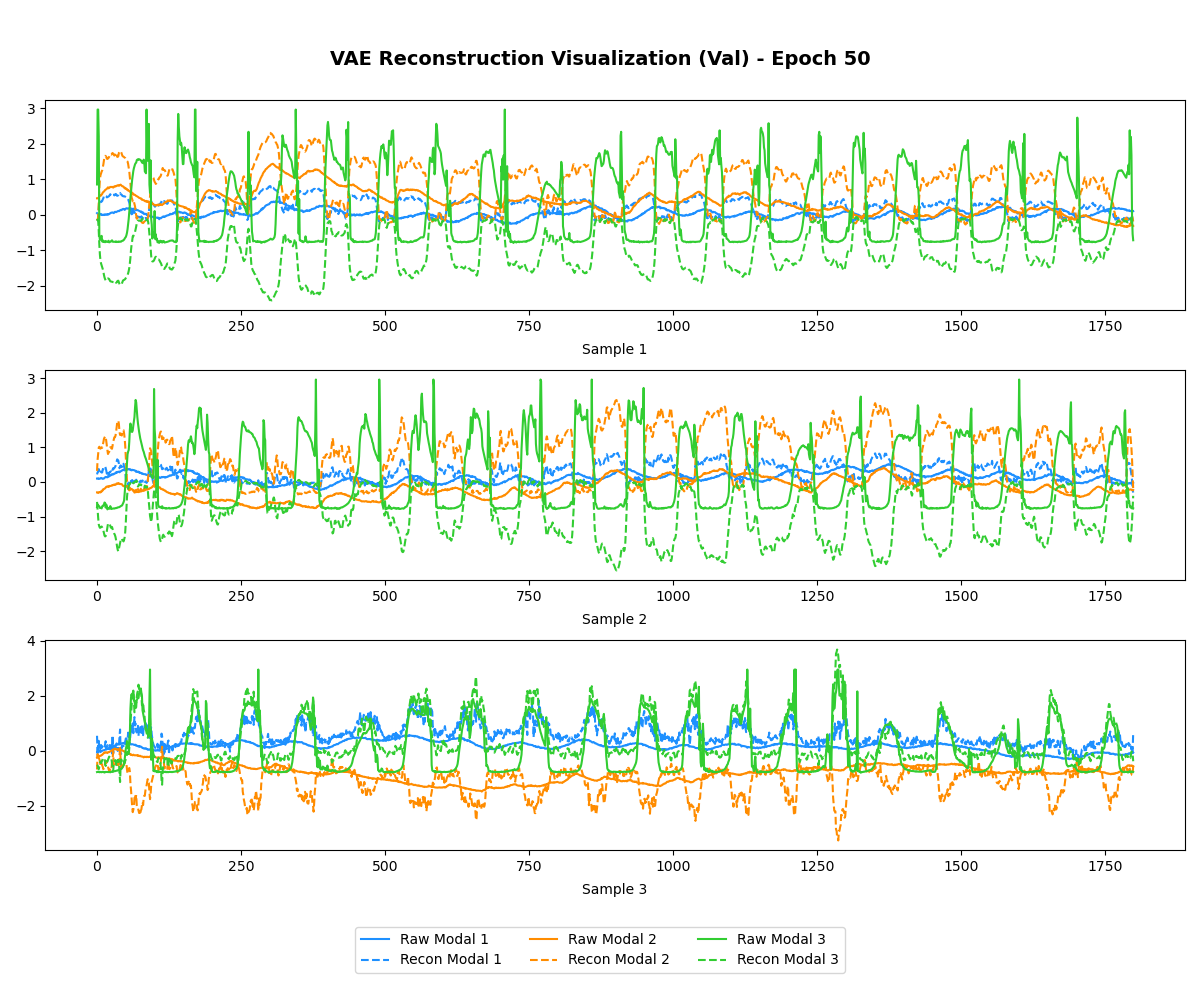 VAE Reconstruction Visualization (Val) - Epoch 50
3
2
1
0
−1
−2
0 250 500 750 1000 1250 1500 1750
Sample 1
3
2
1
0
−1
−2
0 250 500 750 1000 1250 1500 1750
Sample 2
4
2
0
−2
0 250 500 750 1000 1250 1500 1750
Sample 3
Raw Modal 1 Raw Modal 2 Raw Modal 3
Recon Modal 1 Recon Modal 2 Recon Modal 3